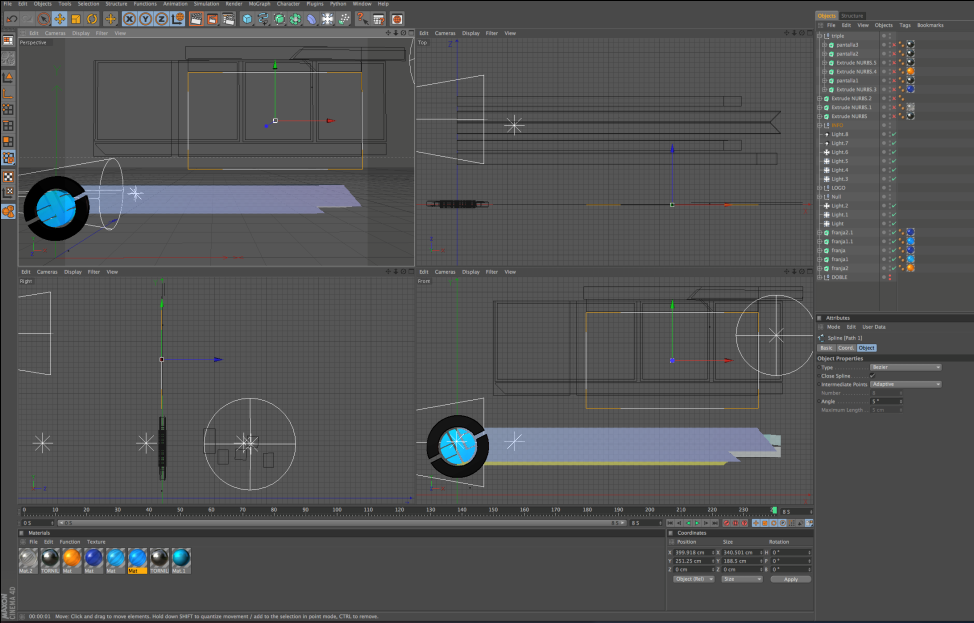 File Edit Objects Tools Selection Structure Functions Animation Simulation Render MoGraph Character Plugins Python Window Help
Edit Cameras Display Filter View
Perspective
Edit Cameras Display Filter View
Top
Edit Cameras Display Filter View
Right
Edit Cameras Display Filter View
Front
Objects Structure
File Edit View Objects Tags Bookmarks
triple
pantalla3
pantalla2
Extrude NURBS.5
Extrude NURBS.4
pantalla1
Extrude NURBS.3
Extrude NURBS.2
Extrude NURBS.1
Extrude NURBS
Light.8
Light.7
Light.6
Light.5
Light.4
Light.3
LOGO
Null
Light.2
Light.1
Light
franja2.1
franja1.1
franja
franja1
franja2
DOBLE
Attributes
Mode Edit User Data
Spline [Path 1]
Basic Coord. Object
Object Properties
Type Bezier
Close Spline
Intermediate Points Adaptive
Number
Angle 5 °
Maximum Length 5 cm
0 10 20 30 40 50 60 70 80 90 100 110 120 130 140 150 160 170 180 190 200 210 220 230
8 S
0 S 0 S 8 S 8 S
Materials
File Edit Function Texture
Mat.2 TORNIL Mat Mat Mat Mat TORNIL Mat.1
Coordinates
Position Size Rotation
X 399.918 cm X 340.501 cm H 0 °
Y 251.23 cm Y 188.5 cm P 0 °
Z 0 cm Z 0 cm B 0 °
Object (Rel) Size Apply
MAXON CINEMA 4D
00:00:01 Move: Click and drag to move elements. Hold down SHIFT to quantize movement / add to the selection in point mode, CTRL to remove.